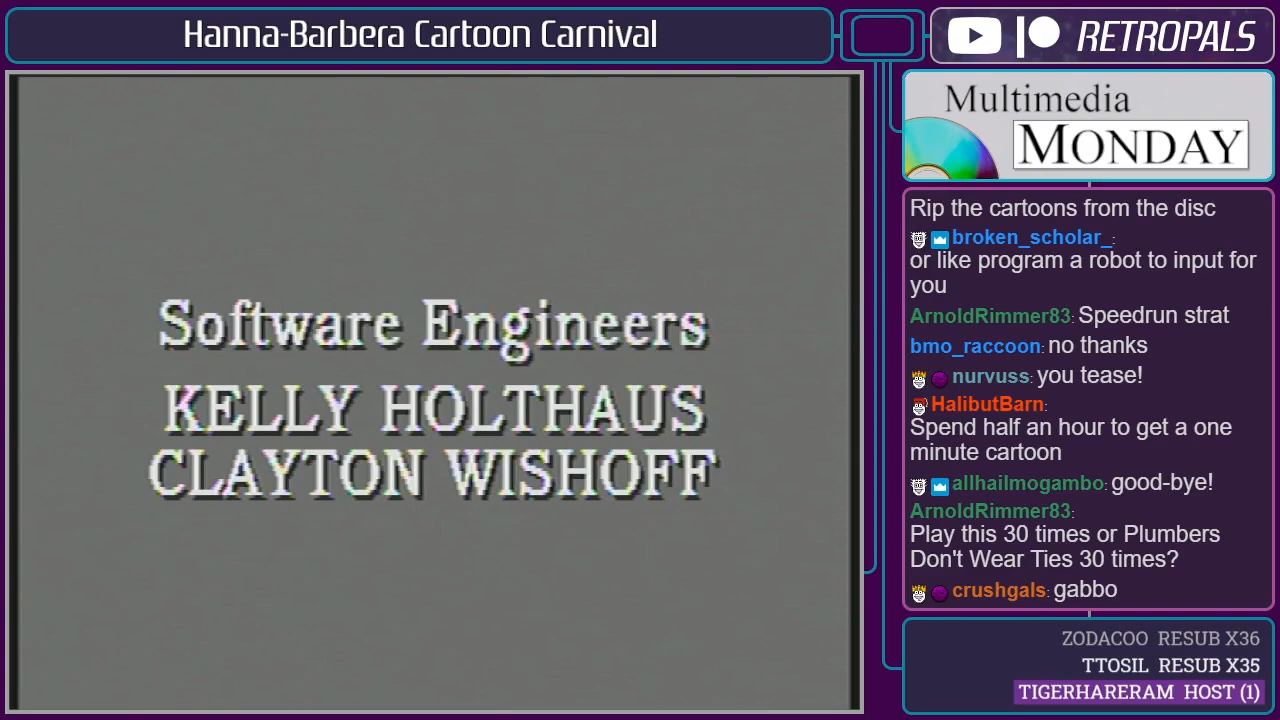 Hanna-Barbera Cartoon Carnival
RETROPALS
Multimedia
MONDAY
Software Engineers
KELLY HOLTHAUS
CLAYTON WISHOFF
Rip the cartoons from the disc
broken_scholar_:
or like program a robot to input for
you
ArnoldRimmer83: Speedrun strat
bmo_raccoon: no thanks
nurvuss: you tease!
HalibutBarn:
Spend half an hour to get a one
minute cartoon
allhailmogambo: good-bye!
ArnoldRimmer83:
Play this 30 times or Plumbers
Don't Wear Ties 30 times?
crushgals: gabbo
ZODACOO RESUB X36
TTOSIL RESUB X35
TIGERHARERAM HOST (1)